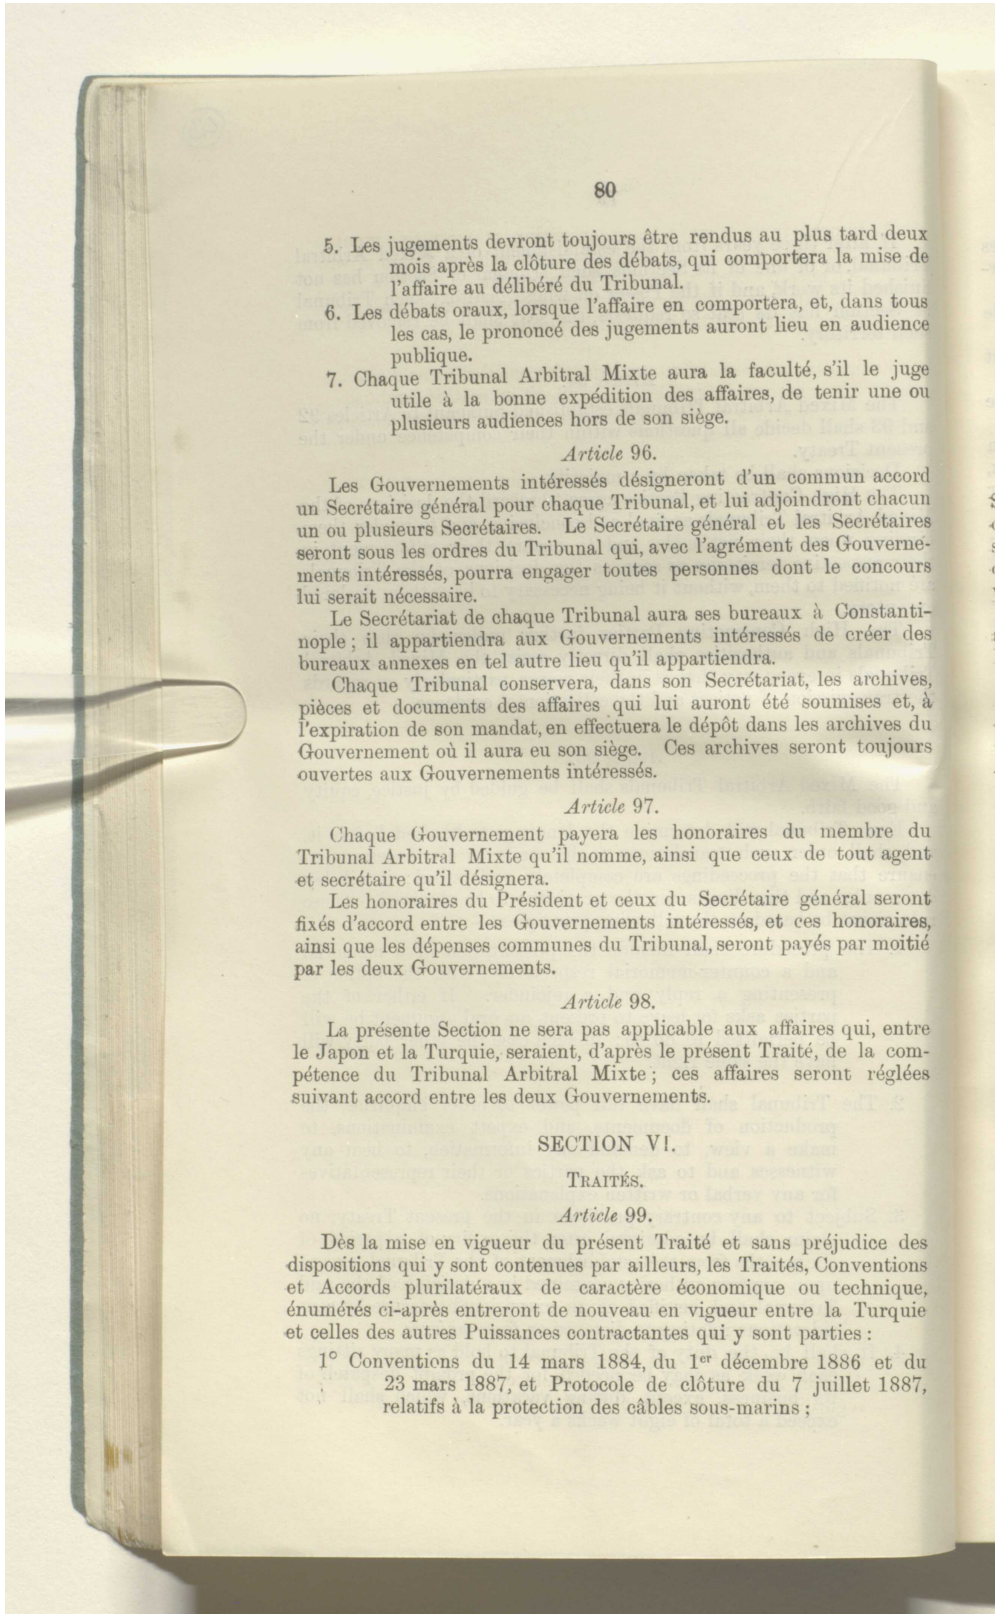 80
5. Les jugements devront toujours être rendus au plus tard deux
mois après la clôture des débats, qui comportera la mise de
l'affaire au délibéré du Tribunal.
6. Les débats oraux, lorsque l'affaire en comportera, et, dans tous
les cas, le prononcé des jugements auront lieu en audience
publique.
7. Chaque Tribunal Arbitral Mixte aura la faculté, s'il le juge
utile à la bonne expédition des affaires, de tenir une ou
plusieurs audiences hors de son siège.
Article 96.
Les Gouvernements intéressés désigneront d'un commun accord
un Secrétaire général pour chaque Tribunal, et lui adjoindront chacun
un ou plusieurs Secrétaires. Le Secrétaire général et les Secrétaires
seront sous les ordres du Tribunal qui, avec l'agrément des Gouverne-
ments intéressés, pourra engager toutes personnes dont le concours
lui serait nécessaire.
Le Secrétariat de chaque Tribunal aura ses bureaux à Constanti-
nople ; il appartiendra aux Gouvernements intéressés de créer des
bureaux annexes en tel autre lieu qu'il appartiendra.
Chaque Tribunal conservera, dans son Secrétariat, les archives,
pièces et documents des affaires qui lui auront été soumises et, à
l'expiration de son mandat, en effectuera le dépôt dans les archives du
Gouvernement où il aura eu son siège. Ces archives seront toujours
ouvertes aux Gouvernements intéressés.
Article 97.
Chaque Gouvernement payera les honoraires du membre du
Tribunal Arbitral Mixte qu'il nomme, ainsi que ceux de tout agent
et secrétaire qu'il désignera.
Les honoraires du Président et ceux du Secrétaire général seront
fixés d'accord entre les Gouvernements intéressés, et ces honoraires,
ainsi que les dépenses communes du Tribunal, seront payés par moitié
par les deux Gouvernements.
Article 98.
La présente Section ne sera pas applicable aux affaires qui, entre
le Japon et la Turquie, seraient, d'après le présent Traité, de la com-
pétence du Tribunal Arbitral Mixte ; ces affaires seront réglées
suivant accord entre les deux Gouvernements.
SECTION VI.
TRAITÉS.
Article 99.
Dès la mise en vigueur du présent Traité et sans préjudice des
dispositions qui y sont contenues par ailleurs, les Traités, Conventions
et Accords plurilatéraux de caractère économique ou technique,
énumérés ci-après entreront de nouveau en vigueur entre la Turquie
et celles des autres Puissances contractantes qui y sont parties :
1° Conventions du 14 mars 1884, du 1er décembre 1886 et du
23 mars 1887, et Protocole de clôture du 7 juillet 1887,
relatifs à la protection des câbles sous-marins ;